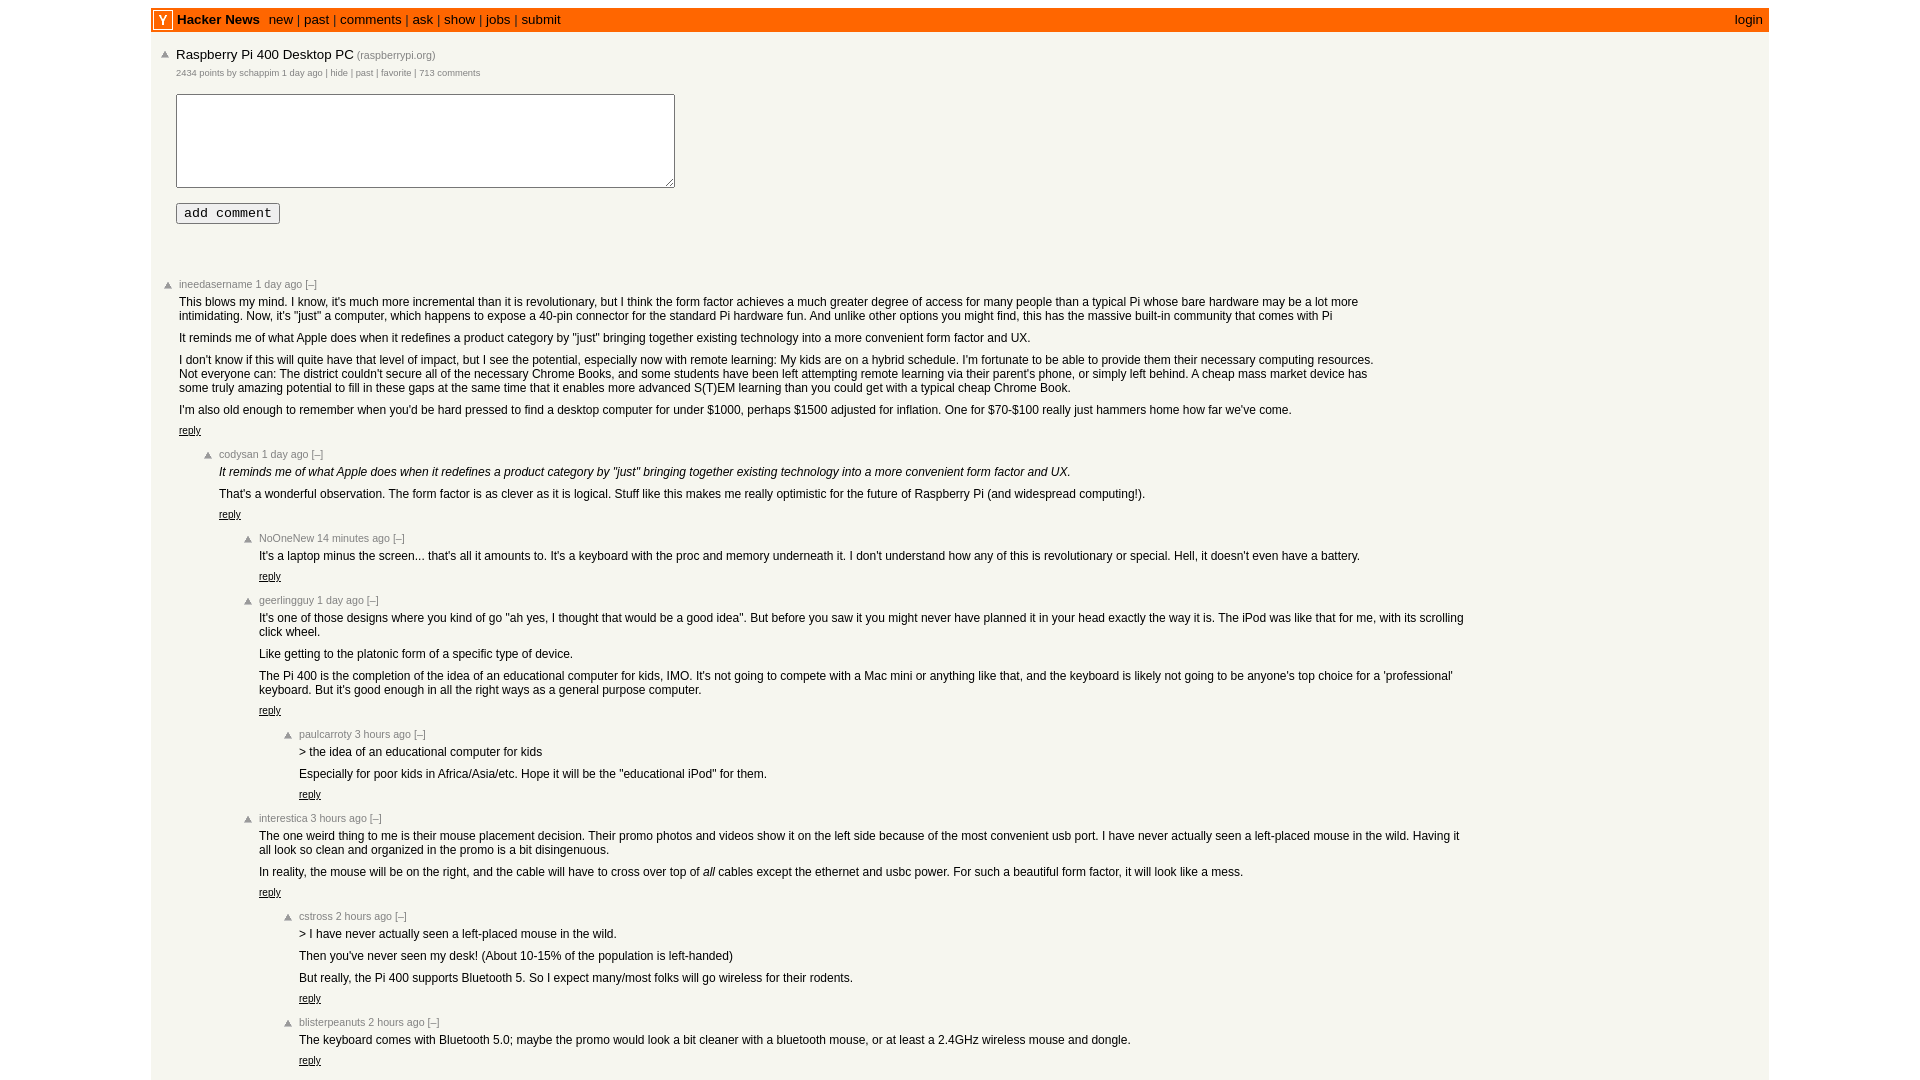 Y Hacker News new | past | comments | ask | show | jobs | submit login
Raspberry Pi 400 Desktop PC (raspberrypi.org)
2434 points by schappim 1 day ago | hide | past | favorite | 713 comments
add comment
ineedasername 1 day ago [–]
This blows my mind. I know, it's much more incremental than it is revolutionary, but I think the form factor achieves a much greater degree of access for many people than a typical Pi whose bare hardware may be a lot more
intimidating. Now, it's "just" a computer, which happens to expose a 40-pin connector for the standard Pi hardware fun. And unlike other options you might find, this has the massive built-in community that comes with Pi
It reminds me of what Apple does when it redefines a product category by "just" bringing together existing technology into a more convenient form factor and UX.
I don't know if this will quite have that level of impact, but I see the potential, especially now with remote learning: My kids are on a hybrid schedule. I'm fortunate to be able to provide them their necessary computing resources.
Not everyone can: The district couldn't secure all of the necessary Chrome Books, and some students have been left attempting remote learning via their parent's phone, or simply left behind. A cheap mass market device has
some truly amazing potential to fill in these gaps at the same time that it enables more advanced S(T)EM learning than you could get with a typical cheap Chrome Book.
I'm also old enough to remember when you'd be hard pressed to find a desktop computer for under $1000, perhaps $1500 adjusted for inflation. One for $70-$100 really just hammers home how far we've come.
reply
codysan 1 day ago [–]
It reminds me of what Apple does when it redefines a product category by "just" bringing together existing technology into a more convenient form factor and UX.
That's a wonderful observation. The form factor is as clever as it is logical. Stuff like this makes me really optimistic for the future of Raspberry Pi (and widespread computing!).
reply
NoOneNew 14 minutes ago [–]
It's a laptop minus the screen... that's all it amounts to. It's a keyboard with the proc and memory underneath it. I don't understand how any of this is revolutionary or special. Hell, it doesn't even have a battery.
reply
geerlingguy 1 day ago [–]
It's one of those designs where you kind of go "ah yes, I thought that would be a good idea". But before you saw it you might never have planned it in your head exactly the way it is. The iPod was like that for me, with its scrolling
click wheel.
Like getting to the platonic form of a specific type of device.
The Pi 400 is the completion of the idea of an educational computer for kids, IMO. It's not going to compete with a Mac mini or anything like that, and the keyboard is likely not going to be anyone's top choice for a 'professional'
keyboard. But it's good enough in all the right ways as a general purpose computer.
reply
paulcarroty 3 hours ago [–]
> the idea of an educational computer for kids
Especially for poor kids in Africa/Asia/etc. Hope it will be the "educational iPod" for them.
reply
interestica 3 hours ago [–]
The one weird thing to me is their mouse placement decision. Their promo photos and videos show it on the left side because of the most convenient usb port. I have never actually seen a left-placed mouse in the wild. Having it
all look so clean and organized in the promo is a bit disingenuous.
In reality, the mouse will be on the right, and the cable will have to cross over top of all cables except the ethernet and usbc power. For such a beautiful form factor, it will look like a mess.
reply
cstross 2 hours ago [–]
> I have never actually seen a left-placed mouse in the wild.
Then you've never seen my desk! (About 10-15% of the population is left-handed)
But really, the Pi 400 supports Bluetooth 5. So I expect many/most folks will go wireless for their rodents.
reply
blisterpeanuts 2 hours ago [–]
The keyboard comes with Bluetooth 5.0; maybe the promo would look a bit cleaner with a bluetooth mouse, or at least a 2.4GHz wireless mouse and dongle.
reply